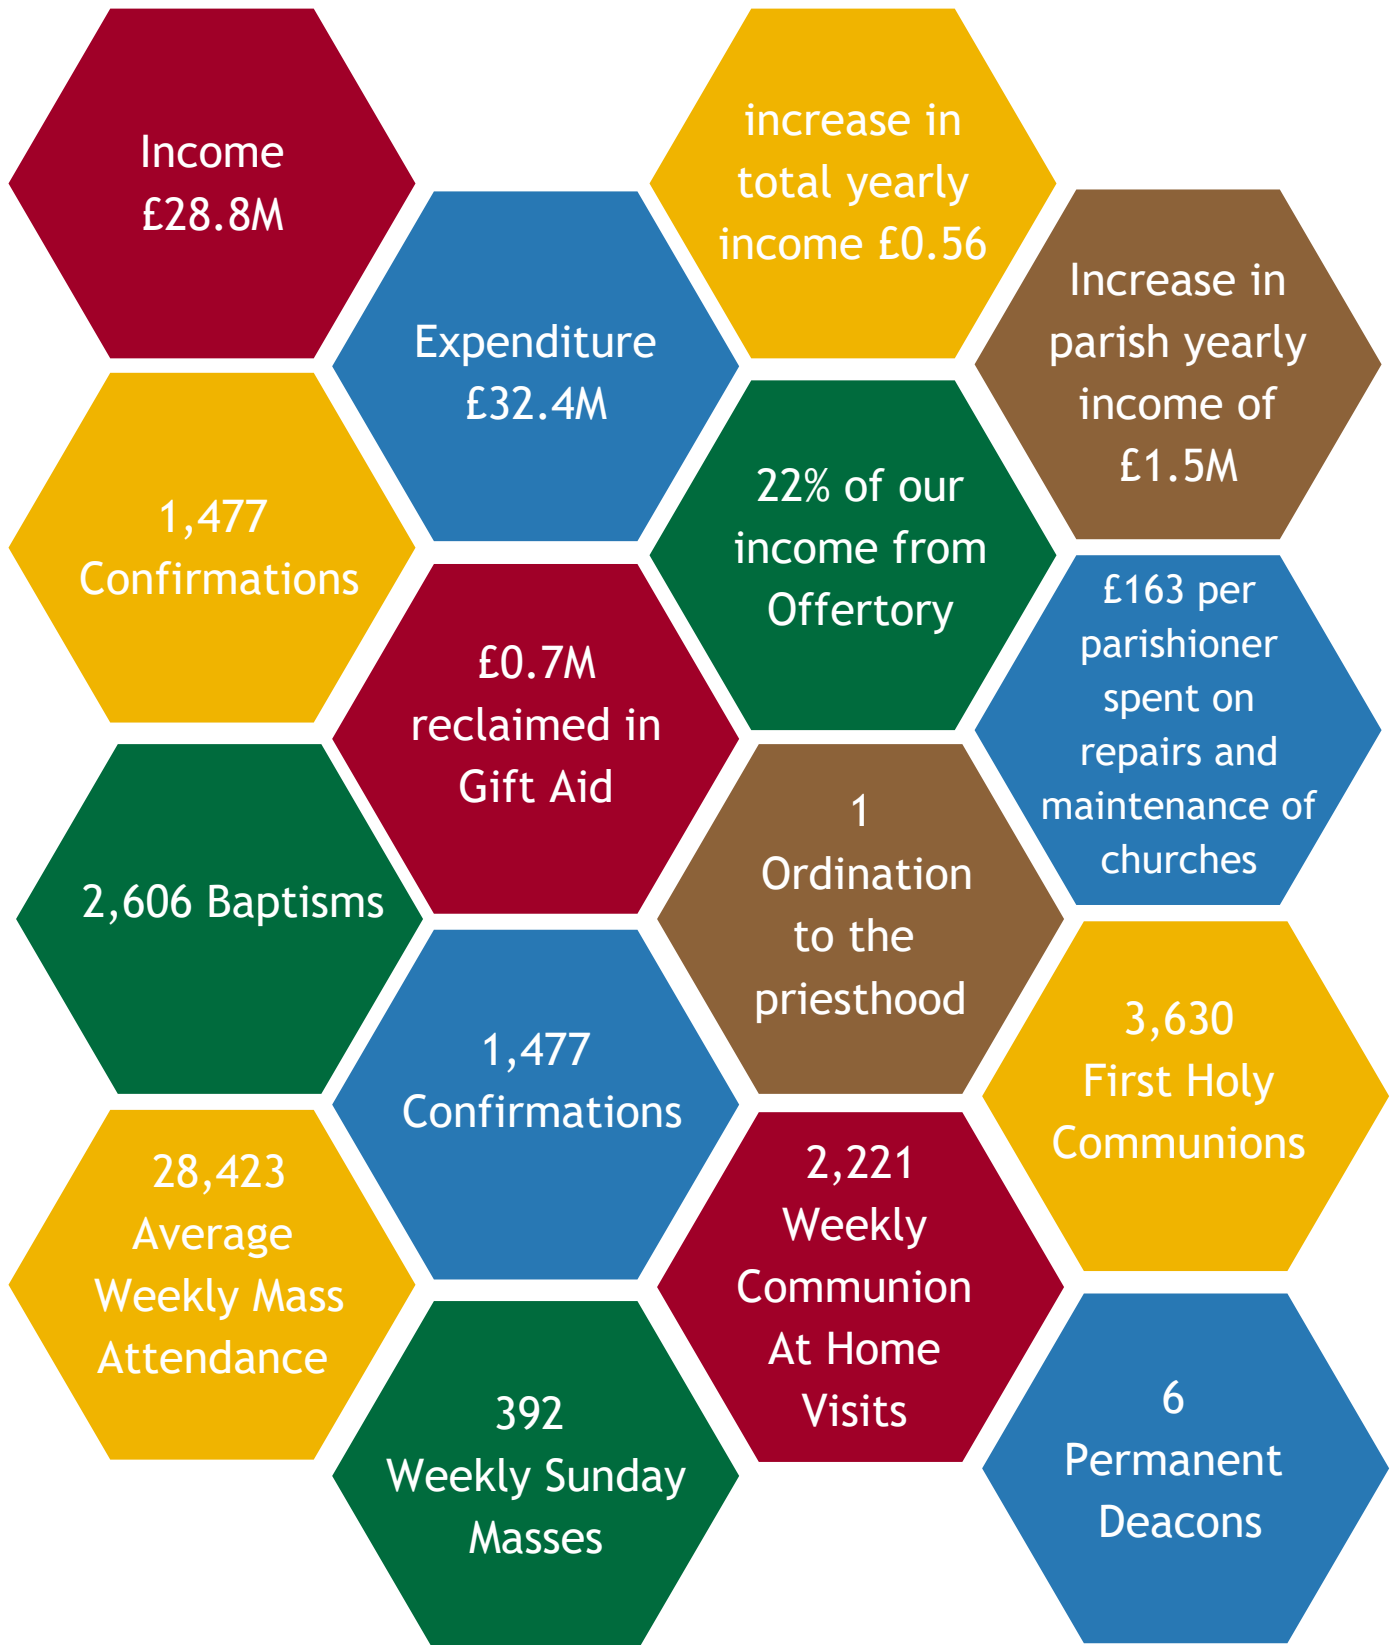 Income
£28.8M
increase in
total yearly
income £0.56
Expenditure
£32.4M
Increase in
parish yearly
income of
£1.5M
1,477
Confirmations
22% of our
income from
Offertory
£0.7M
reclaimed in
Gift Aid
£163 per
parishioner
spent on
repairs and
maintenance of
churches
2,606 Baptisms
1
Ordination
to the
priesthood
1,477
Confirmations
3,630
First Holy
Communions
28,423
Average
Weekly Mass
Attendance
2,221
Weekly
Communion
At Home
Visits
392
Weekly Sunday
Masses
6
Permanent
Deacons